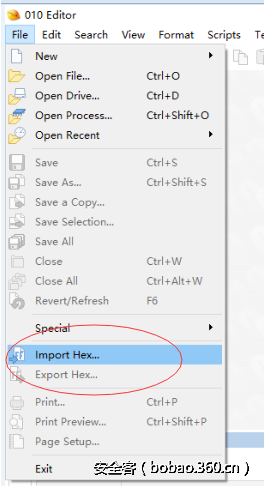 010 Editor
File Edit Search View Format Scripts
New
Open File... Ctrl+O
Open Drive... Ctrl+D
Open Process... Ctrl+Shift+O
Open Recent
Save Ctrl+S
Save As... Ctrl+Shift+S
Save a Copy...
Save Selection...
Save All
Close Ctrl+W
Close All Ctrl+Alt+W
Revert/Refresh F6
Special
Import Hex...
Export Hex...
Print... Ctrl+P
Print Preview... Ctrl+Shift+P
Page Setup...
Exit
安全客（bobao.360.cn）